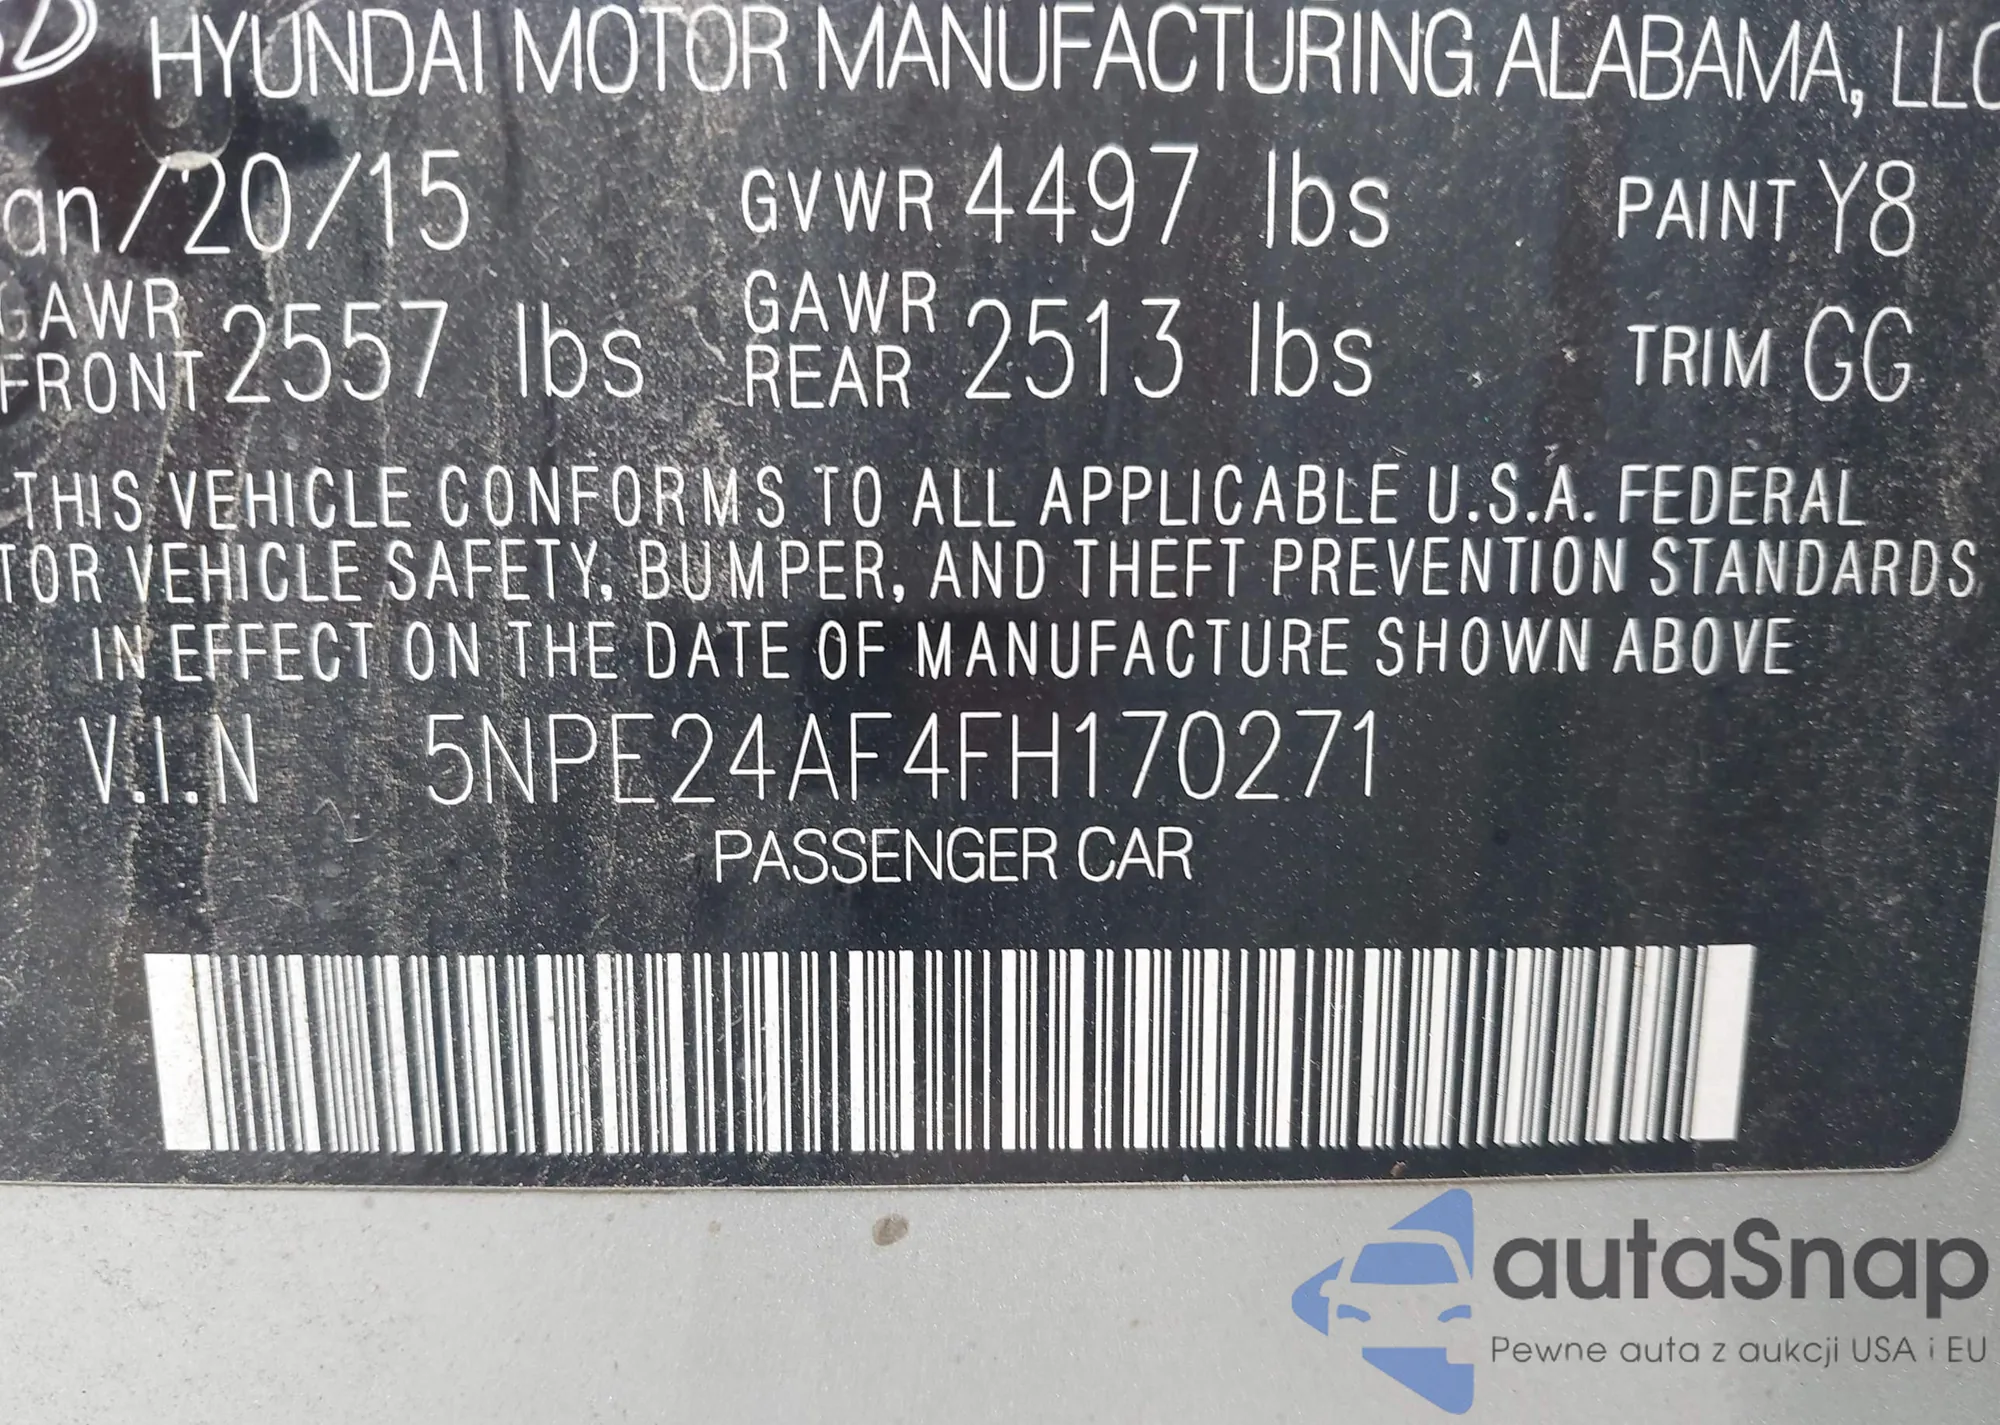 HYUNDAI MOTOR MANUFACTURING ALABAMA, LLC
an/20/15 GVWR 4497 lbs PAINT Y8
GAWR FRONT 2557 lbs GAWR REAR 2513 lbs TRIM GG
THIS VEHICLE CONFORMS TO ALL APPLICABLE U.S.A. FEDERAL
TOR VEHICLE SAFETY, BUMPER, AND THEFT PREVENTION STANDARDS
IN EFFECT ON THE DATE OF MANUFACTURE SHOWN ABOVE
V.I.N 5NPE24AF4FH170271
PASSENGER CAR
autaSnap
Pewne auta z aukcji USA i EU